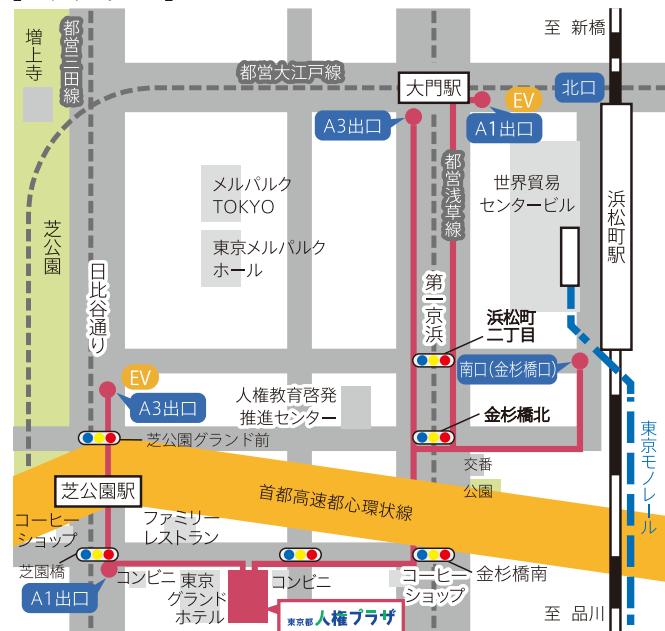 至 新橋
増上寺
都営三田線
都営大江戸線
大門駅
北口
EV
A3出口
A1出口
都営浅草線
メルパルク
TOKYO
世界貿易
センタービル
浜松町駅
芝公園
東京メルパルク
ホール
日比谷通り
第一京浜
浜松町
二丁目
EV
南口(金杉橋口)
A3出口
人権教育啓発
推進センター
金杉橋北
芝公園グランド前
東京モノレール
交番
公園
芝公園駅
首都高速都心環状線
コーヒー
ショップ
ファミリー
レストラン
芝園橋
コンビニ
東京
グランド
ホテル
コンビニ
コーヒー
ショップ
金杉橋南
A1出口
東京都 人権プラザ
至 品川